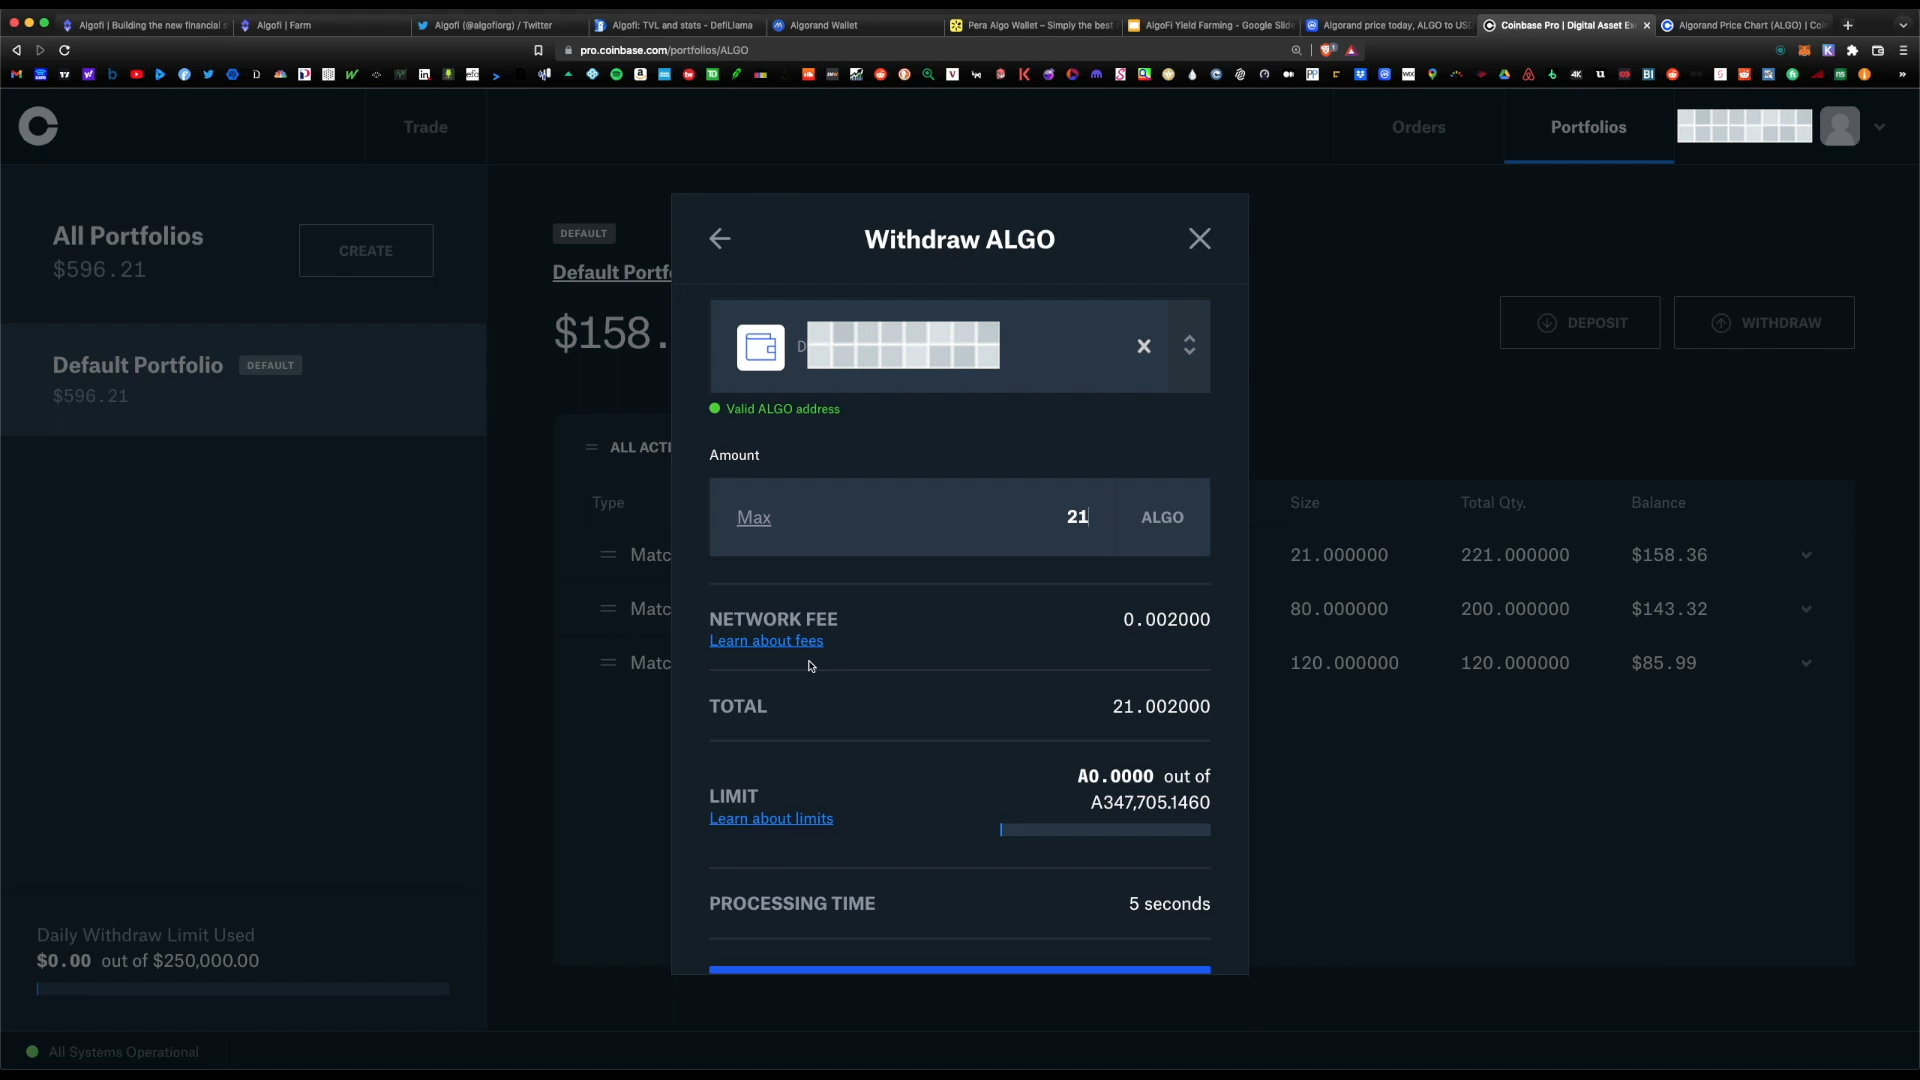 Algofi | Building the new financial s
Algofi | Farm
Algofi (@algofiorg) / Twitter
Algofi: TVL and stats - DefiLlama
Algorand Wallet
Pera Algo Wallet – Simply the best
AlgoFi Yield Farming - Google Slide
Algorand price today, ALGO to USD
Coinbase Pro | Digital Asset Ex
Algorand Price Chart (ALGO) | Coin
pro.coinbase.com/portfolios/ALGO
Trade
Orders
Portfolios
All Portfolios
$596.21
CREATE
Default Portfolio
DEFAULT
$596.21
Daily Withdraw Limit Used
$0.00 out of $250,000.00
All Systems Operational
DEFAULT
Default Portf
$158.
DEPOSIT
WITHDRAW
ALL ACTI
Type
Size
Total Qty.
Balance
Matc
21.000000
221.000000
$158.36
Matc
80.000000
200.000000
$143.32
Matc
120.000000
120.000000
$85.99
Withdraw ALGO
D
Valid ALGO address
Amount
Max
21
ALGO
NETWORK FEE
0.002000
Learn about fees
TOTAL
21.002000
LIMIT
Learn about limits
A0.0000 out of
A347,705.1460
PROCESSING TIME
5 seconds